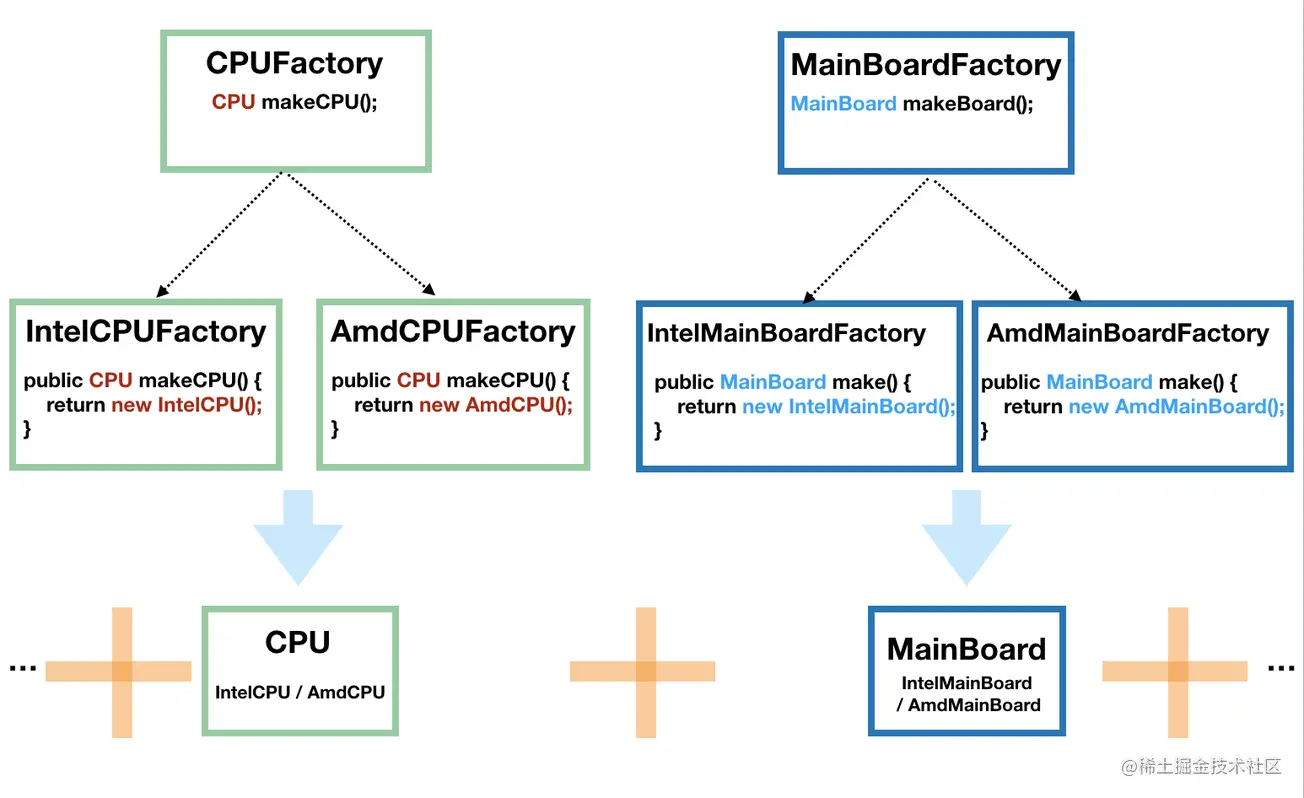 CPUFactory
CPU makeCPU();
MainBoardFactory
MainBoard makeBoard();
IntelCPUFactory
public CPU makeCPU() {
return new IntelCPU();
}
AmdCPUFactory
public CPU makeCPU() {
return new AmdCPU();
}
IntelMainBoardFactory
public MainBoard make() {
return new IntelMainBoard();
}
AmdMainBoardFactory
public MainBoard make() {
return new AmdMainBoard();
}
...
CPU
IntelCPU / AmdCPU
MainBoard
IntelMainBoard
/ AmdMainBoard
...
@稀土掘金技术社区